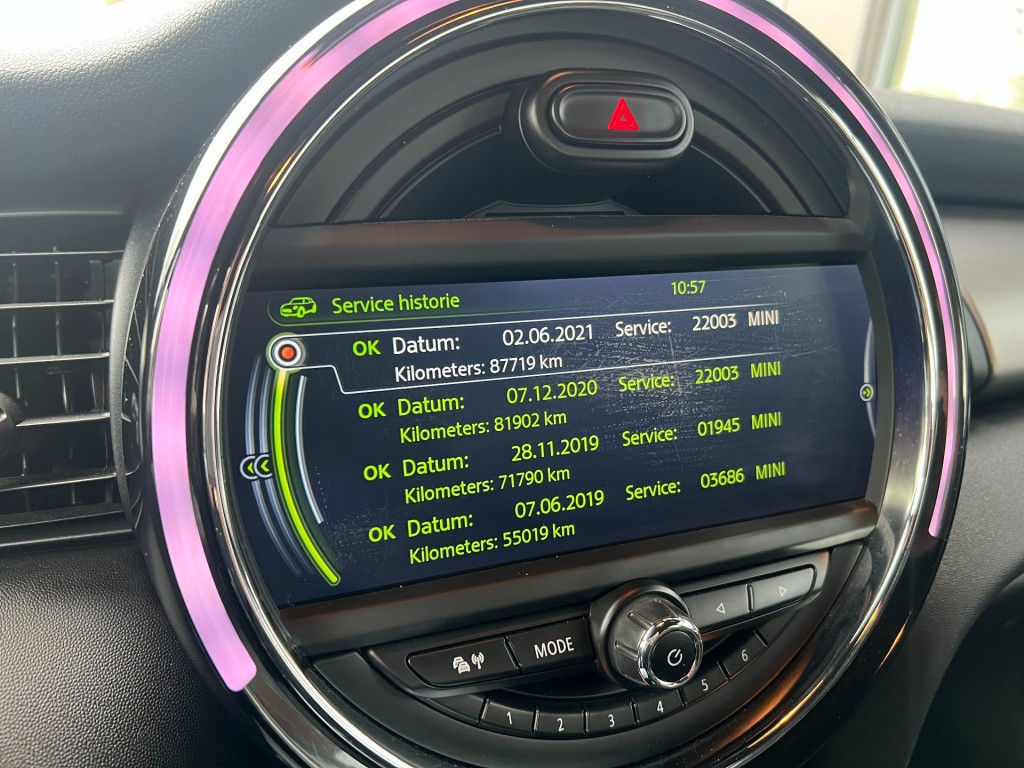 Service historie 10:57
OK Datum: 02.06.2021 Service: 22003 MINI
Kilometers: 87719 km
OK Datum: 07.12.2020 Service: 22003 MINI
Kilometers: 81902 km
OK Datum: 28.11.2019 Service: 01945 MINI
Kilometers: 71790 km
OK Datum: 07.06.2019 Service: 03686 MINI
Kilometers: 55019 km
MODE
1 2 3 4 5 6